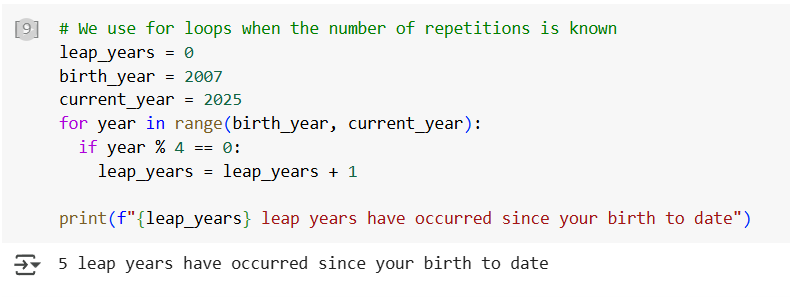 [9] # We use for loops when the number of repetitions is known
leap_years = 0
birth_year = 2007
current_year = 2025
for year in range(birth_year, current_year):
  if year % 4 == 0:
    leap_years = leap_years + 1
print(f"{leap_years} leap years have occurred since your birth to date")
5 leap years have occurred since your birth to date